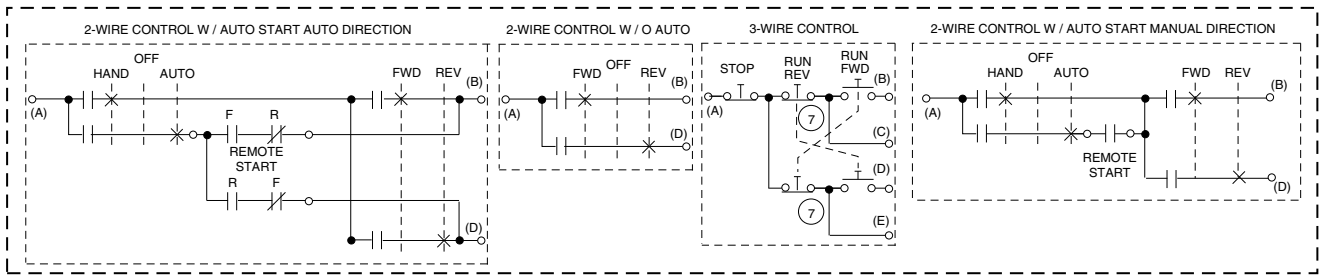 2-WIRE CONTROL W / AUTO START AUTO DIRECTION
OFF
HAND
AUTO
FWD
REV
(B)
(A)
F
R
REMOTE
START
R
F
(D)
2-WIRE CONTROL W / O AUTO
OFF
FWD
REV
(B)
(A)
(D)
3-WIRE CONTROL
STOP
RUN
REV
RUN
FWD
(B)
(A)
7
(C)
(D)
7
(E)
2-WIRE CONTROL W / AUTO START MANUAL DIRECTION
OFF
HAND
AUTO
FWD
REV
(B)
(A)
REMOTE
START
(D)